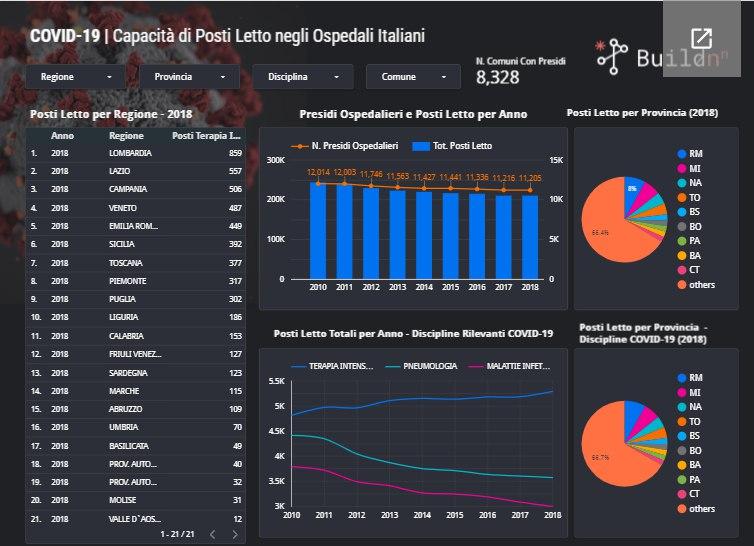 COVID-19 | Capacità di Posti Letto negli Ospedali Italiani
Regione
Provincia
Disciplina
Comune
N. Comuni Con Presidi
8,328
Posti Letto per Regione - 2018
Anno Regione Posti Terapia I...
1. 2018 LOMBARDIA 859
2. 2018 LAZIO 557
3. 2018 CAMPANIA 506
4. 2018 VENETO 487
5. 2018 EMILIA ROM... 449
6. 2018 SICILIA 392
7. 2018 TOSCANA 377
8. 2018 PIEMONTE 317
9. 2018 PUGLIA 302
10. 2018 LIGURIA 186
11. 2018 CALABRIA 153
12. 2018 FRIULI VENEZ... 127
13. 2018 SARDEGNA 123
14. 2018 MARCHE 115
15. 2018 ABRUZZO 109
16. 2018 UMBRIA 70
17. 2018 BASILICATA 49
18. 2018 PROV. AUTO... 40
19. 2018 PROV. AUTO... 32
20. 2018 MOLISE 31
21. 2018 VALLE D`AOS... 12
1 - 21 / 21
Presidi Ospedalieri e Posti Letto per Anno
N. Presidi Ospedalieri Tot. Posti Letto
300K 15K
12,014 12,003 11,746 11,563 11,427 11,441 11,336 11,216 11,205
200K 10K
100K 5K
0 0
2010 2011 2012 2013 2014 2015 2016 2017 2018
Posti Letto per Provincia (2018)
8%
66.4%
RM
MI
NA
TO
BS
BO
PA
BA
CT
others
Posti Letto Totali per Anno - Discipline Rilevanti COVID-19
TERAPIA INTENS... PNEUMOLOGIA MALATTIE INFET...
5.5K
5K
4.5K
4K
3.5K
3K
2010 2011 2012 2013 2014 2015 2016 2017 2018
Posti Letto per Provincia -
Discipline COVID-19 (2018)
66.7%
RM
MI
NA
TO
BS
BO
BA
PA
CT
others